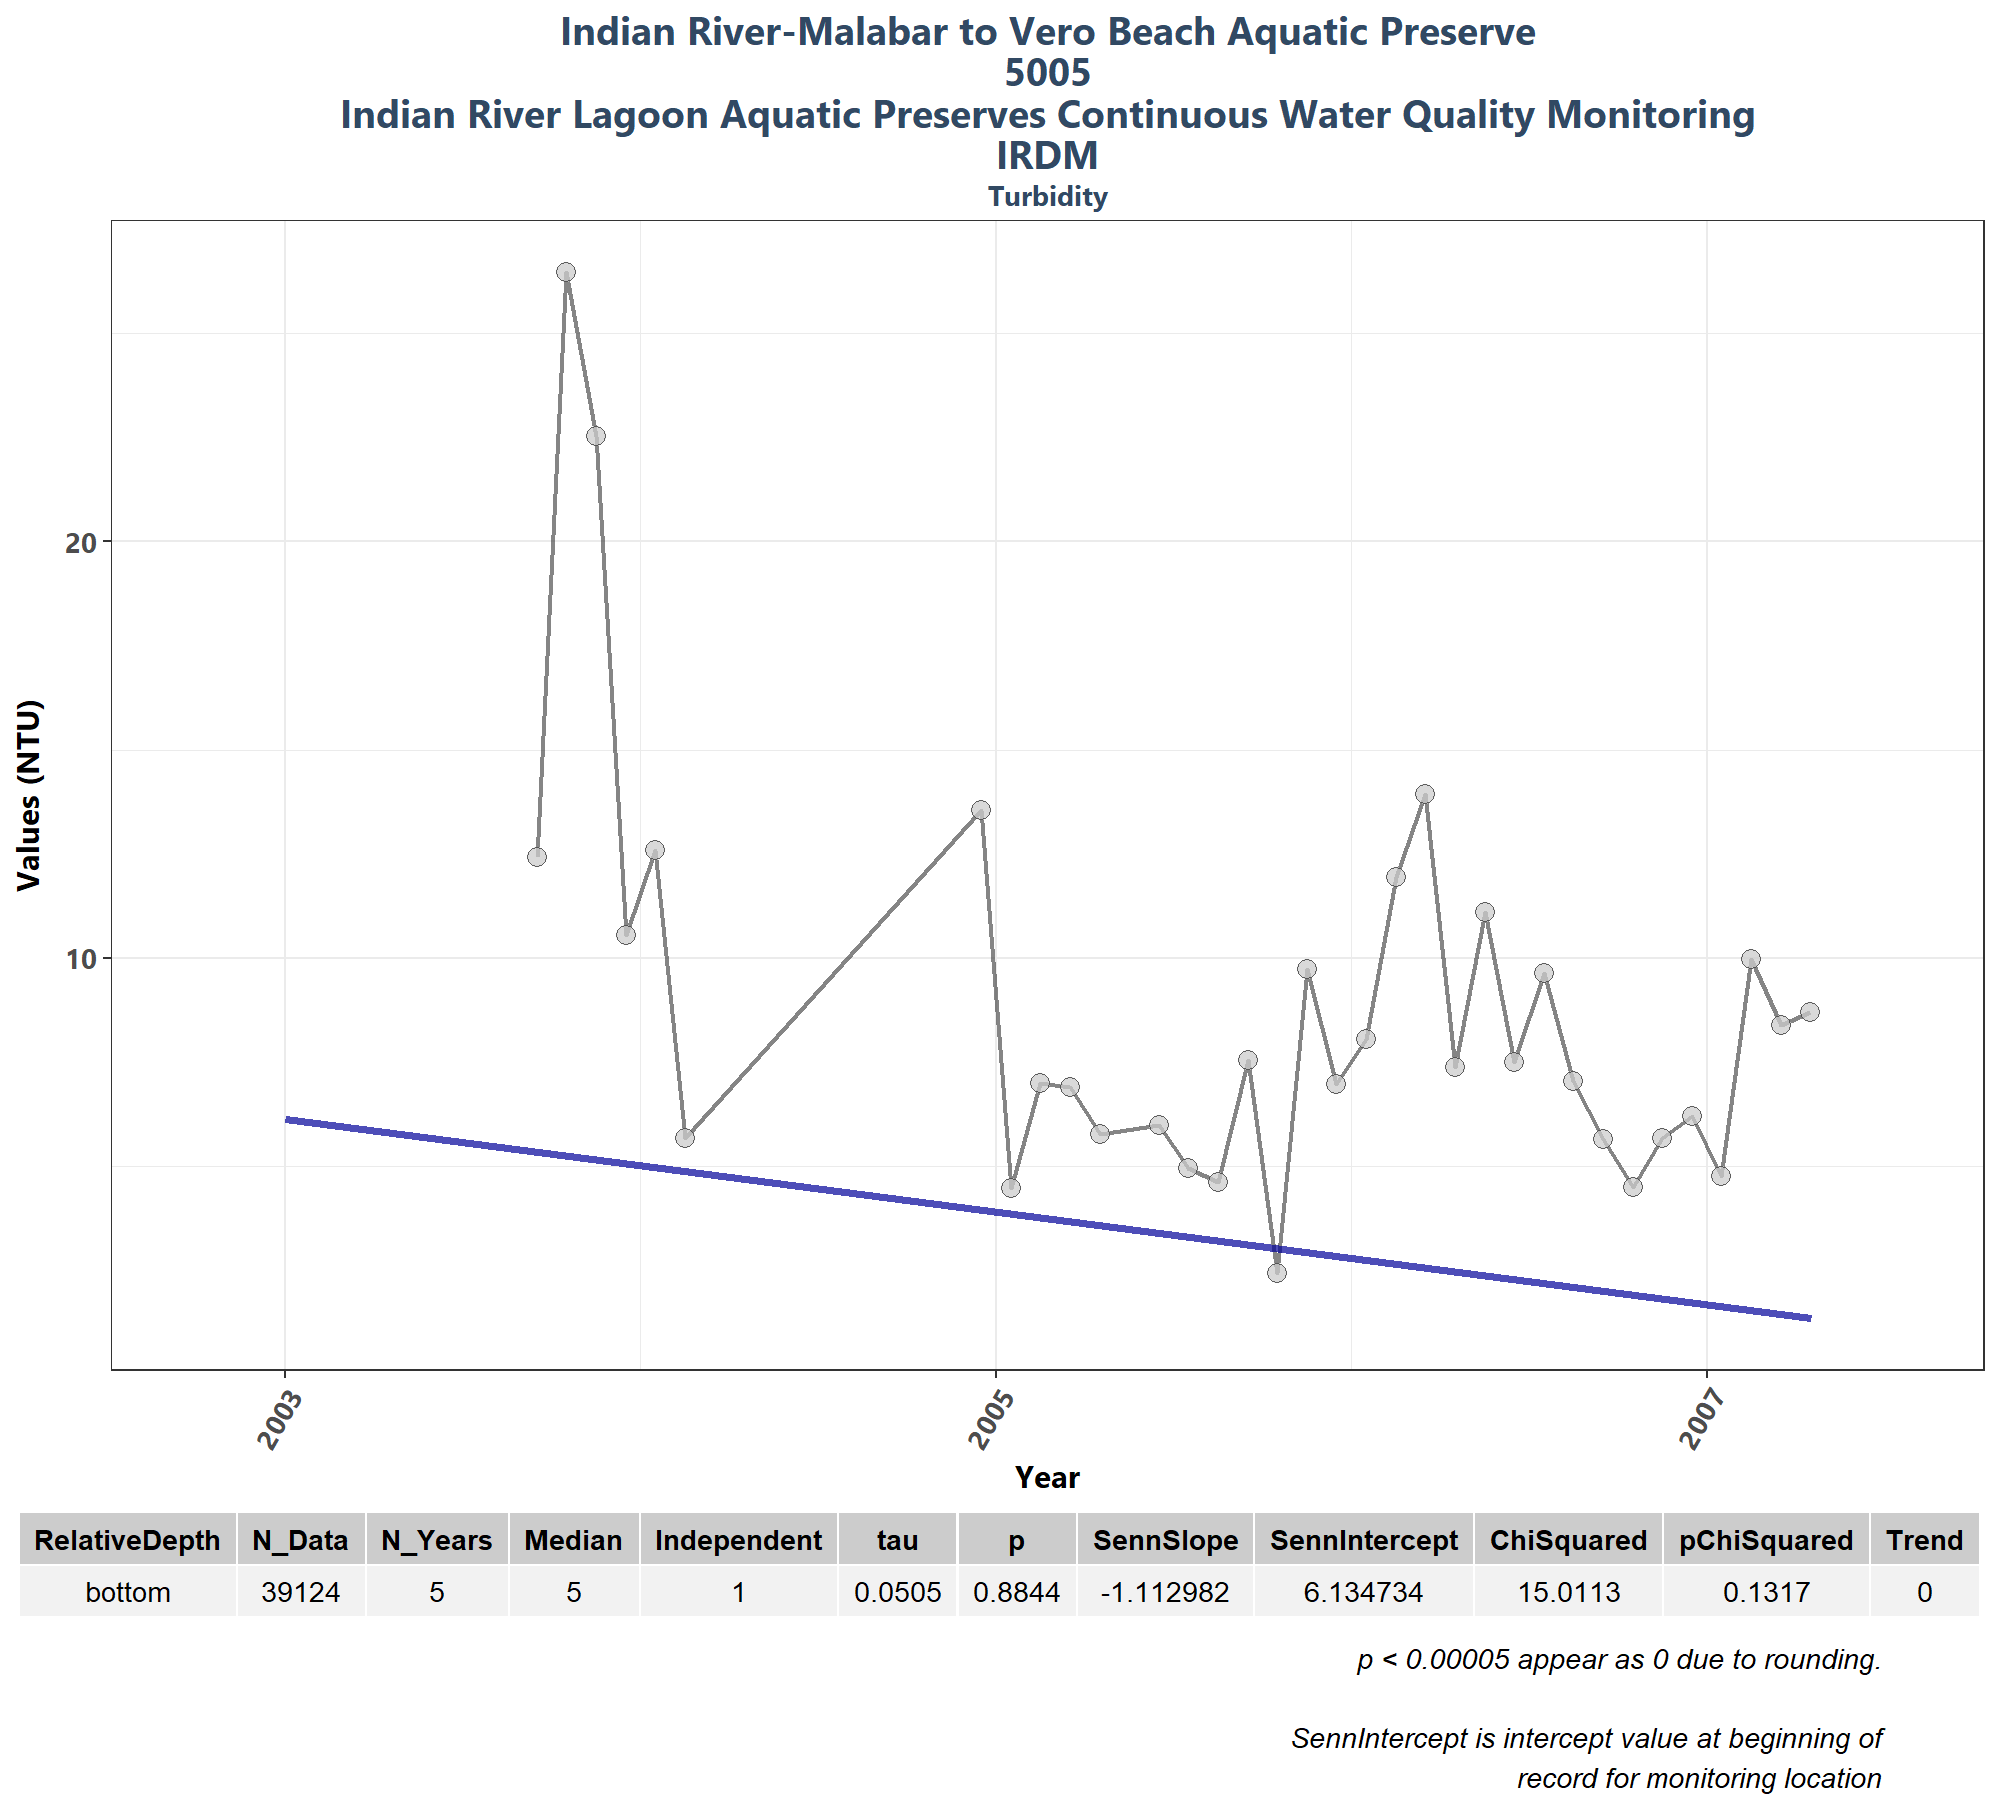 Indian River-Malabar to Vero Beach Aquatic Preserve
5005
Indian River Lagoon Aquatic Preserves Continuous Water Quality Monitoring
IRDM
Turbidity
Values (NTU)
20
10
2003
2005
2007
Year
RelativeDepth N_Data N_Years Median Independent tau p SennSlope SennIntercept ChiSquared pChiSquared Trend
bottom 39124 5 5 1 0.0505 0.8844 -1.112982 6.134734 15.0113 0.1317 0
p < 0.00005 appear as 0 due to rounding.
SennIntercept is intercept value at beginning of
record for monitoring location